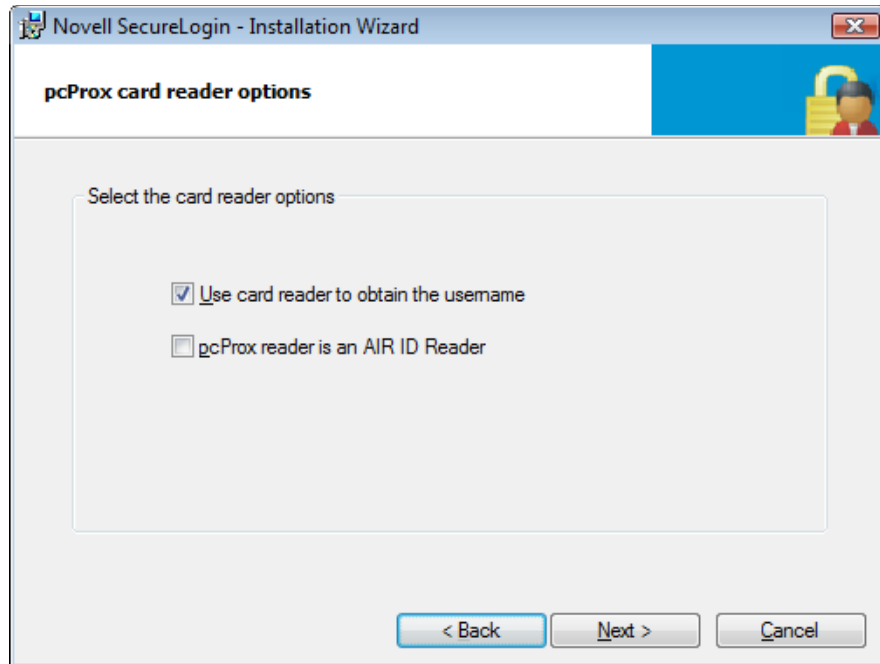 Novell SecureLogin - Installation Wizard
pcProx card reader options
Select the card reader options
Use card reader to obtain the username
pcProx reader is an AIR ID Reader
< Back
Next >
Cancel